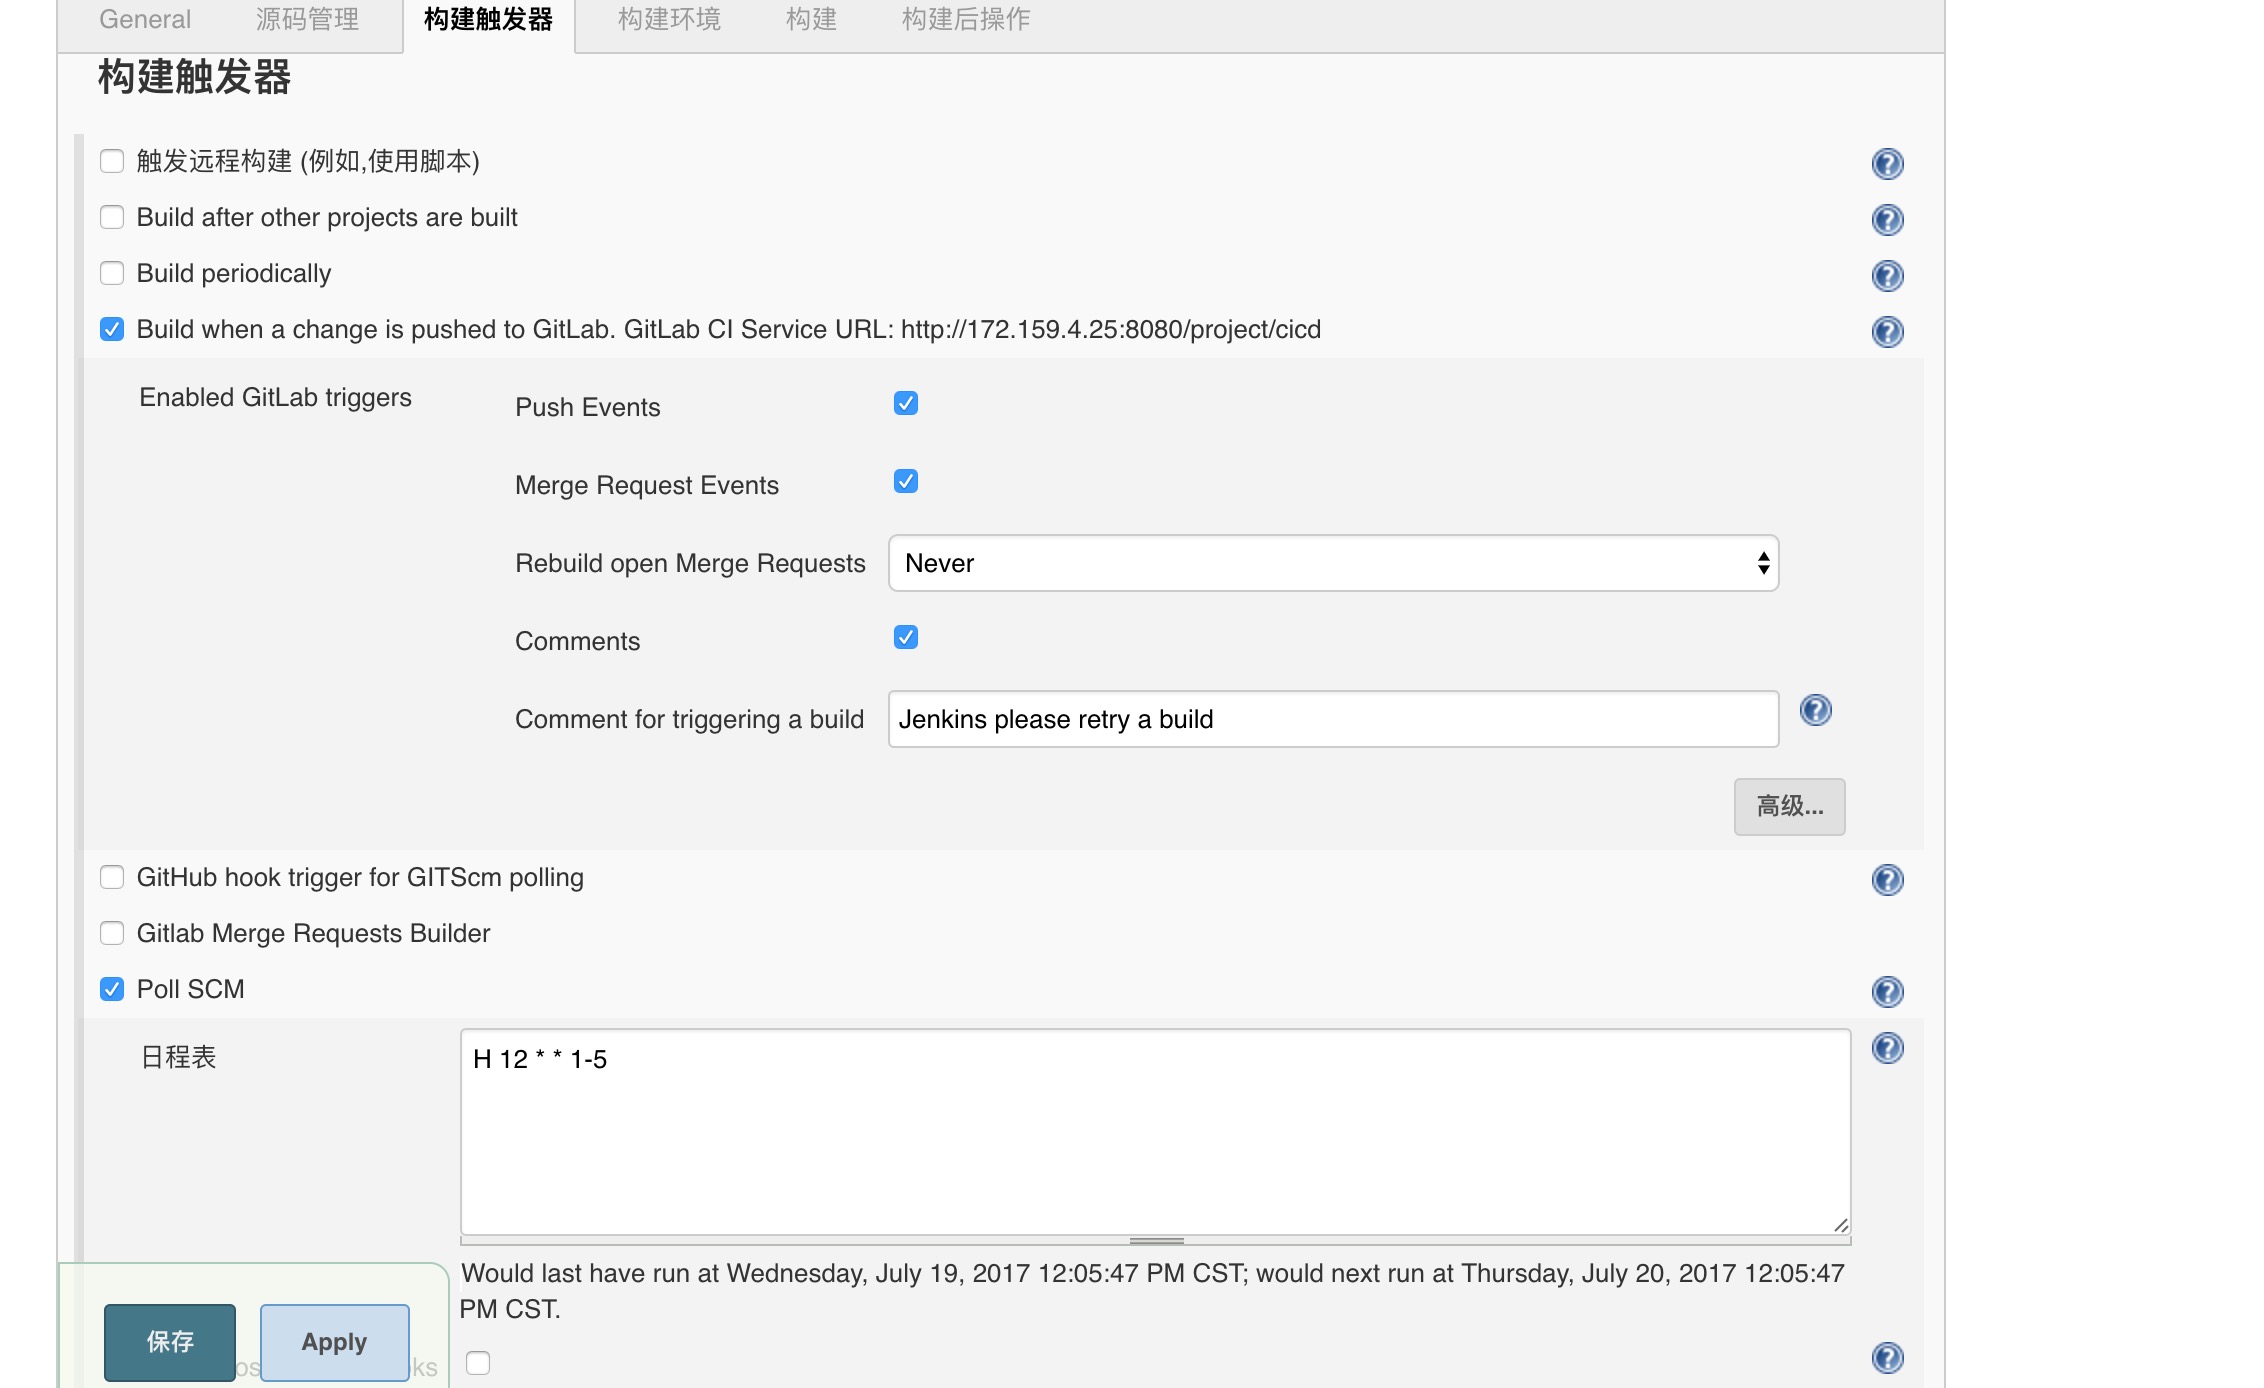 General 源码管理 构建触发器 构建环境 构建 构建后操作
构建触发器
触发远程构建 (例如,使用脚本)
Build after other projects are built
Build periodically
Build when a change is pushed to GitLab. GitLab CI Service URL: http://172.159.4.25:8080/project/cicd
Enabled GitLab triggers
Push Events
Merge Request Events
Rebuild open Merge Requests Never
Comments
Comment for triggering a build Jenkins please retry a build
高级...
GitHub hook trigger for GITScm polling
Gitlab Merge Requests Builder
Poll SCM
日程表 H 12 * * 1-5
Would last have run at Wednesday, July 19, 2017 12:05:47 PM CST; would next run at Thursday, July 20, 2017 12:05:47
PM CST.
保存 Apply